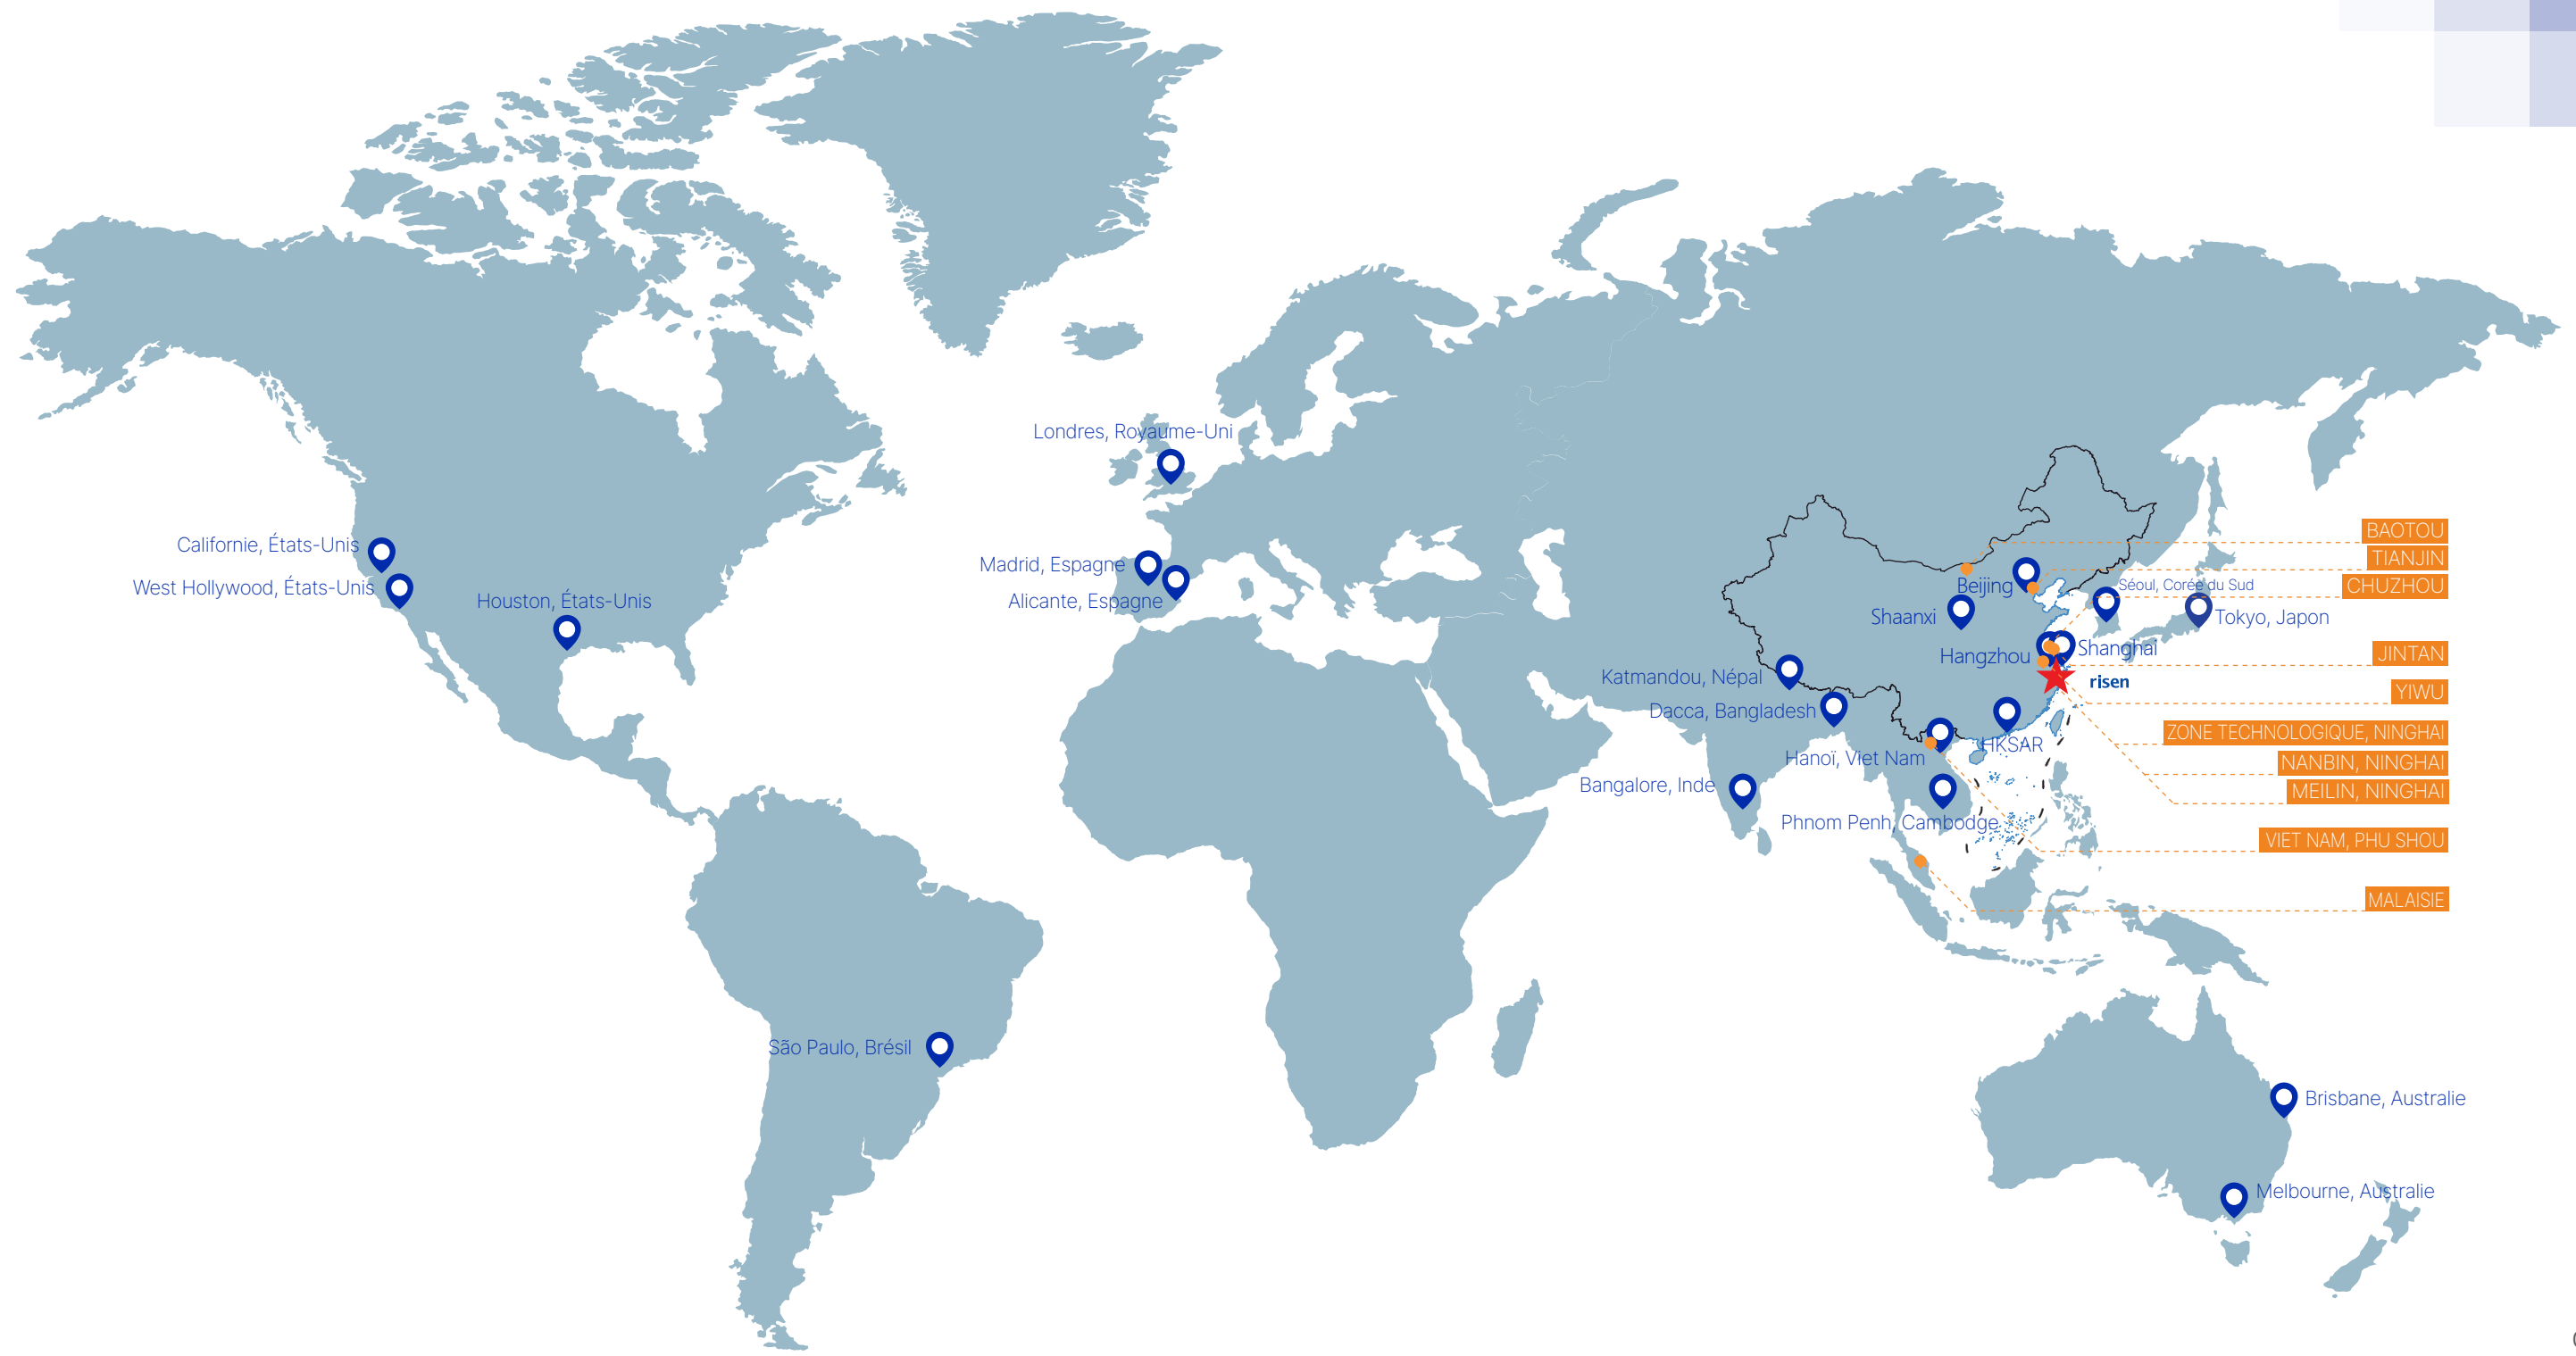 Londres, Royaume-Uni
Californie, États-Unis
West Hollywood, États-Unis
Houston, États-Unis
Madrid, Espagne
Alicante, Espagne
São Paulo, Brésil
Beijing
Shaanxi
Hangzhou
Shanghai
risen
Séoul, Corée du Sud
Tokyo, Japon
Katmandou, Népal
Dacca, Bangladesh
HKSAR
Hanoï, Viet Nam
Bangalore, Inde
Phnom Penh, Cambodge
BAOTOU
TIANJIN
CHUZHOU
JINTAN
YIWU
ZONE TECHNOLOGIQUE, NINGHAI
NANBIN, NINGHAI
MEILIN, NINGHAI
VIET NAM, PHU SHOU
MALAISIE
Brisbane, Australie
Melbourne, Australie